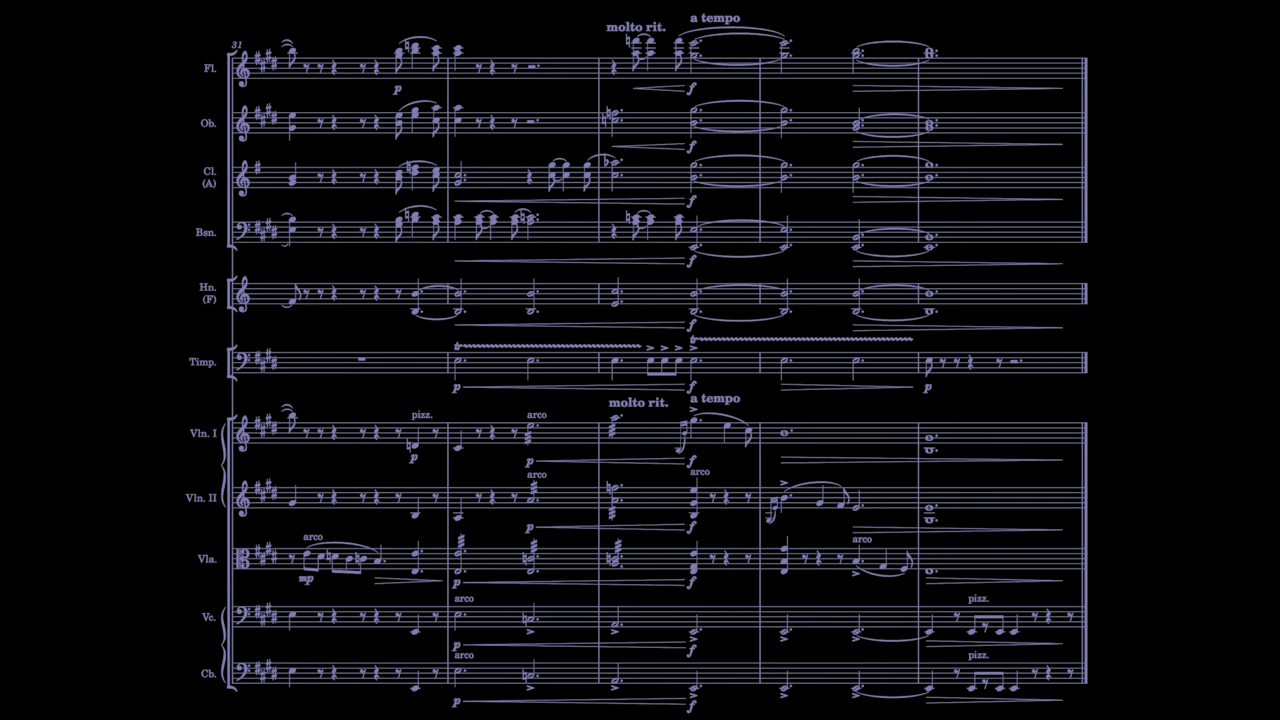 molto rit. a tempo
31
Fl.
p f
Ob.
f
Cl.
(A)
f
Bsn.
f
Hn.
(F)
f
Timp.
p f p
molto rit. a tempo
pizz. arco
Vln. I
p p f
arco arco
Vln. II
p f
arco arco
Vla.
mp p f
arco pizz.
Vc.
p f
arco pizz.
Cb.
p f